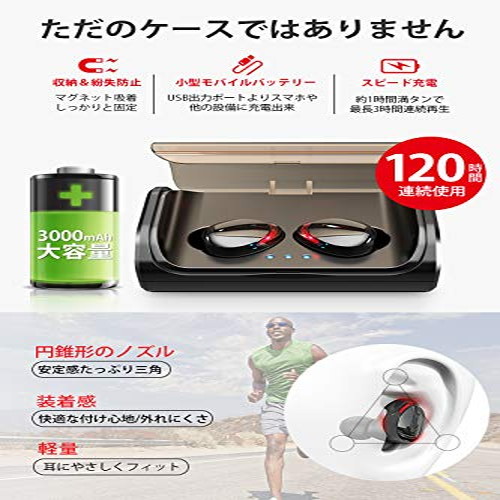 ただのケースではありません
収納&紛失防止
マグネット吸着
しっかりと固定
小型モバイルバッテリー
USB出力ポートよりスマホや
他の設備に充電出来
スピード充電
約1時間満タンで
最長3時間連続再生
120時間
連続使用
3000mAh
大容量
円錐形のノズル
安定感たっぷり三角
装着感
快適な付け心地/外れにくさ
軽量
耳にやさしくフィット